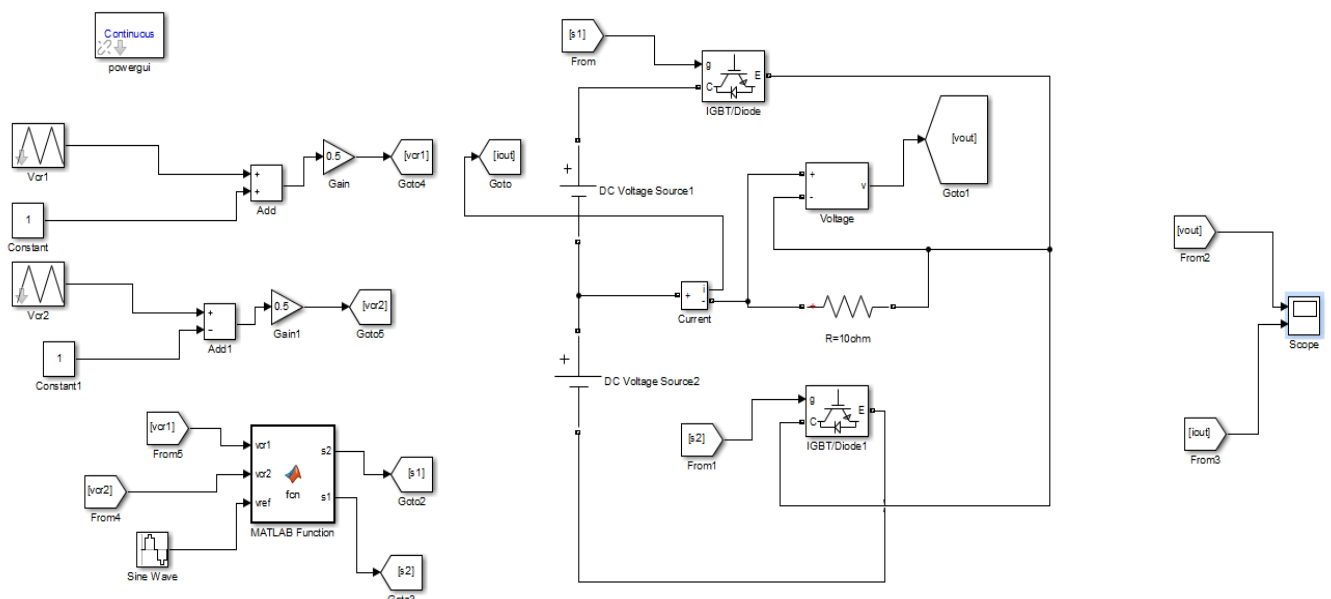 Continuous
powergui
Vcr1
1
Constant
+
+
Add
0.5
Gain
[vcr1]
Goto4
Vcr2
1
Constant1
+
−
Add1
0.5
Gain1
[vcr2]
Goto5
[vcr1]
From5
[vcr2]
From4
Sine Wave
vcr1
vcr2
vref
fcn
s2
s1
MATLAB Function
[s1]
Goto2
[s2]
Goto3
[s1]
From
g
C
E
IGBT/Diode
[iout]
Goto
+
DC Voltage Source1
+
DC Voltage Source2
+
i
-
Current
+
-
v
Voltage
[vout]
Goto1
+
R=10ohm
[s2]
From1
g
C
E
IGBT/Diode1
[vout]
From2
[iout]
From3
Scope